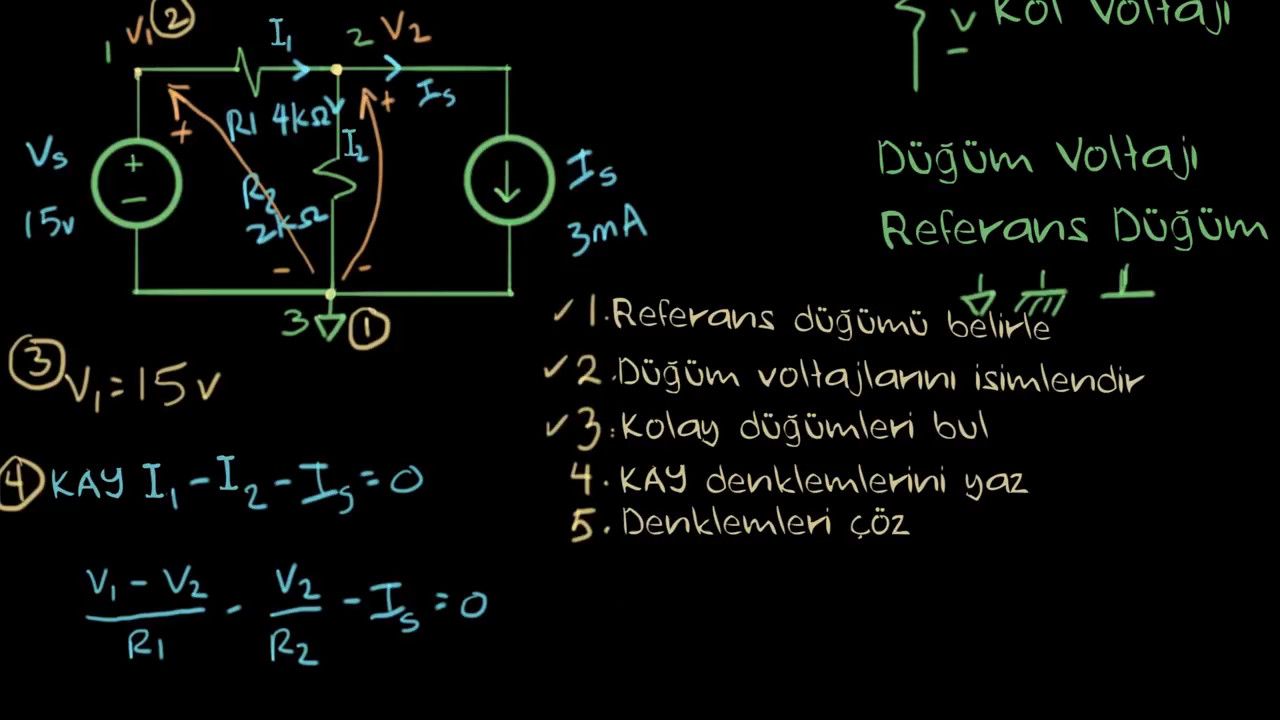 v Kol Voltajı
1 V₁ 2 I₁ 2 V₂
R1 4kΩ Is
+ +
I₂
Vs + − Is
15v 3mA
R₂
2kΩ
− −
3 1
Düğüm Voltajı
Referans Düğüm
✓ 1. Referans düğümü belirle
✓ 2. Düğüm voltajlarını isimlendir
✓ 3. Kolay düğümleri bul
4. KAY denklemlerini yaz
5. Denklemleri çöz
3 V₁ = 15v
4 KAY I₁ − I₂ − Is = 0
V₁ − V₂ V₂
− − Is = 0
R1 R2